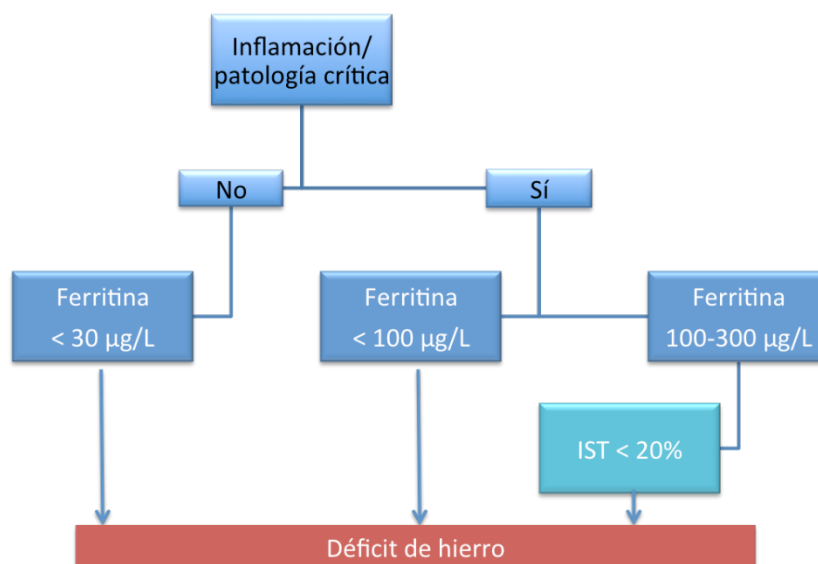 Inflamación/
patología crítica
No
Sí
Ferritina
< 30 µg/L
Ferritina
< 100 µg/L
Ferritina
100-300 µg/L
IST < 20%
Déficit de hierro